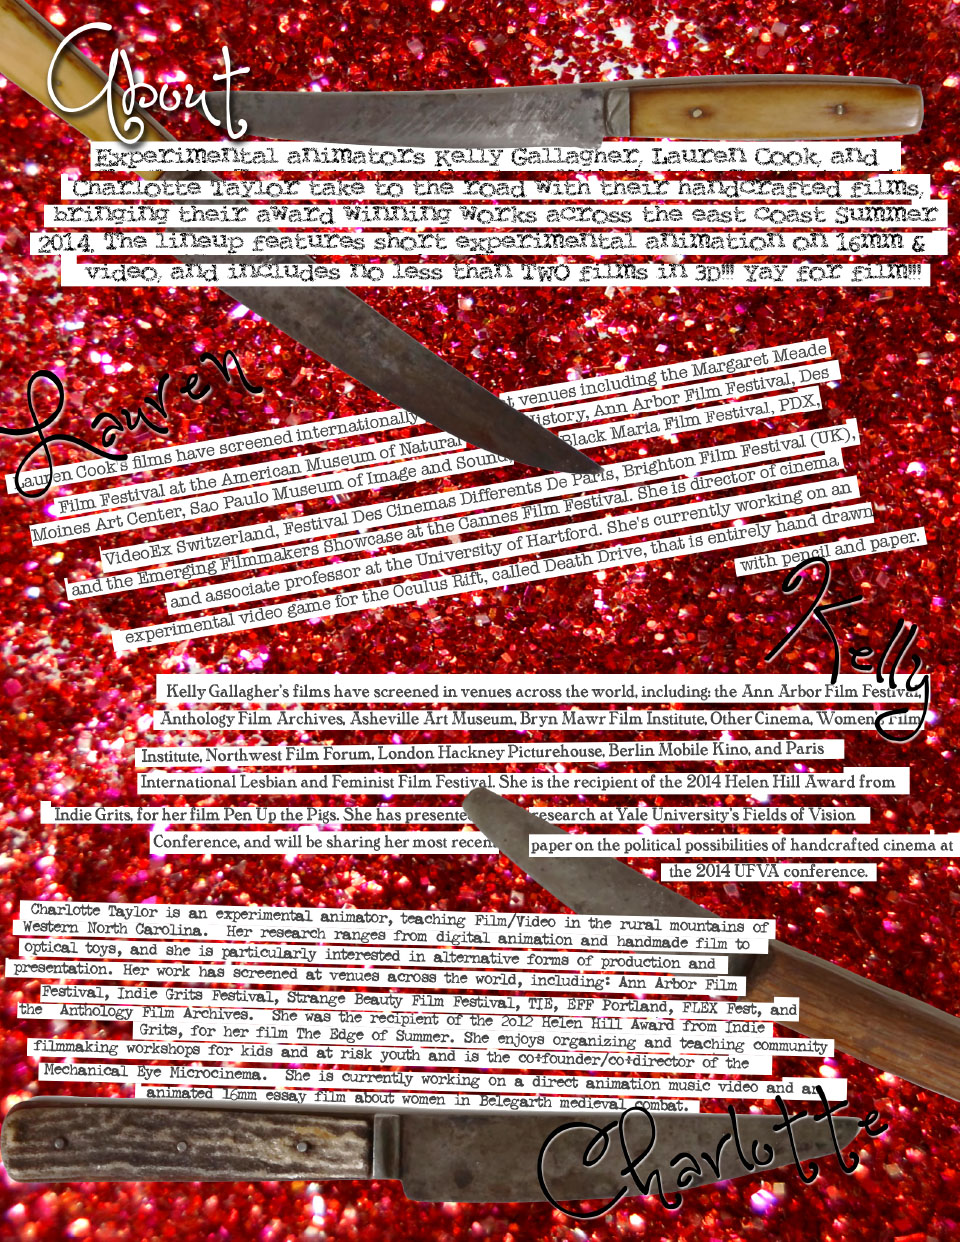 About
Experimental animators Kelly Gallagher, Lauren Cook, and
Charlotte Taylor take to the road with their handcrafted films,
bringing their award winning works across the east coast Summer
2014. The lineup features short experimental animation on 16mm &
video, and includes no less than TWO films in 3D!!! Yay for film!!!
Lauren
Lauren Cook's films have screened internationally t venues including the Margaret Meade
Film Festival at the American Museum of Natural History, Ann Arbor Film Festival, Des
Moines Art Center, Sao Paulo Museum of Image and Sound, Black Maria Film Festival, PDX,
VideoEx Switzerland, Festival Des Cinemas Differents De Paris, Brighton Film Festival (UK),
and the Emerging Filmmakers Showcase at the Cannes Film Festival. She is director of cinema
and associate professor at the University of Hartford. She's currently working on an
experimental video game for the Oculus Rift, called Death Drive, that is entirely hand drawn
with pencil and paper.
Kelly
Kelly Gallagher's films have screened in venues across the world, including: the Ann Arbor Film Festival,
Anthology Film Archives, Asheville Art Museum, Bryn Mawr Film Institute, Other Cinema, Womens Film
Institute, Northwest Film Forum, London Hackney Picturehouse, Berlin Mobile Kino, and Paris
International Lesbian and Feminist Film Festival. She is the recipient of the 2014 Helen Hill Award from
Indie Grits, for her film Pen Up the Pigs. She has presented research at Yale University's Fields of Vision
Conference, and will be sharing her most recent paper on the political possibilities of handcrafted cinema at
the 2014 UFVA conference.
Charlotte Taylor is an experimental animator, teaching Film/Video in the rural mountains of
Western North Carolina. Her research ranges from digital animation and handmade film to
optical toys, and she is particularly interested in alternative forms of production and
presentation. Her work has screened at venues across the world, including: Ann Arbor Film
Festival, Indie Grits Festival, Strange Beauty Film Festival, TIE, EFF Portland, FLEX Fest, and
the Anthology Film Archives. She was the recipient of the 2012 Helen Hill Award from Indie
Grits, for her film The Edge of Summer. She enjoys organizing and teaching community
filmmaking workshops for kids and at risk youth and is the co+founder/co+director of the
Mechanical Eye Microcinema. She is currently working on a direct animation music video and an
animated 16mm essay film about women in Belegarth medieval combat.
Charlotte